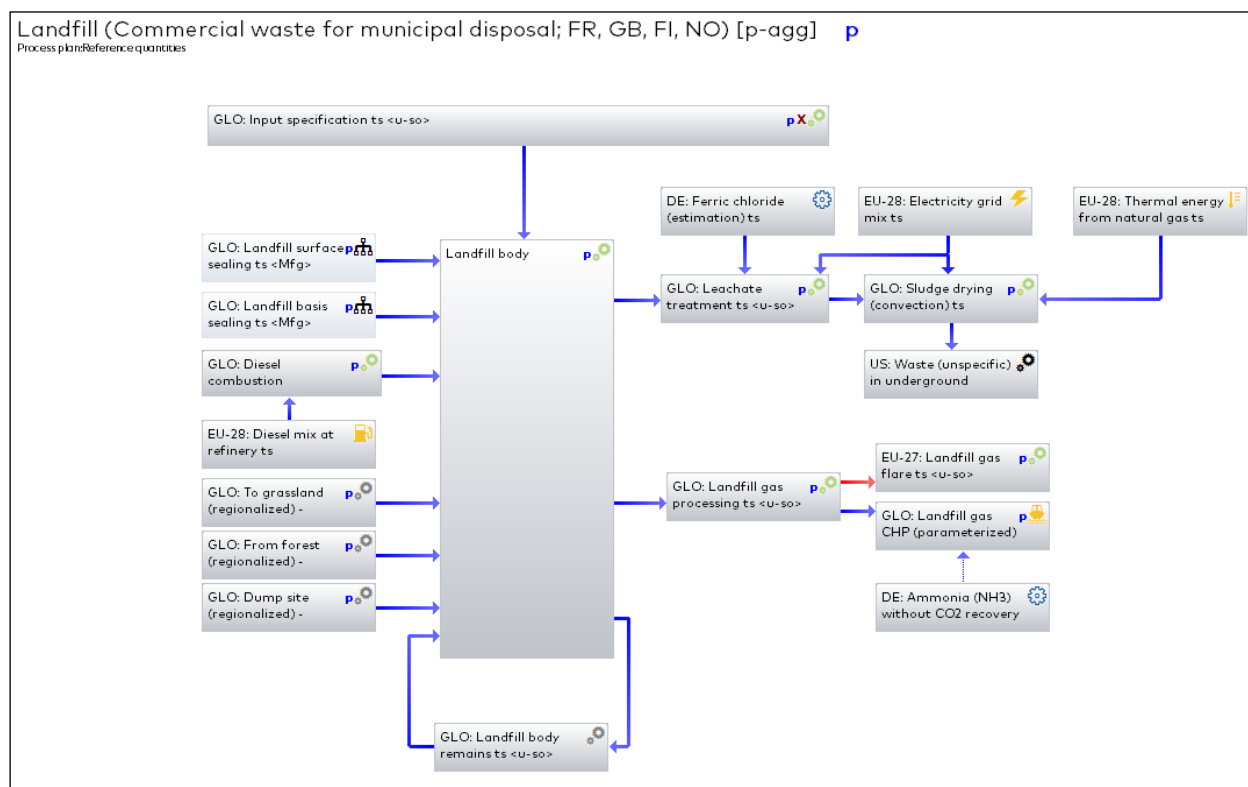 Landfill (Commercial waste for municipal disposal; FR, GB, FI, NO) [p-agg] p
Process plan:Reference quantities
GLO: Input specification ts <u-so> p X
DE: Ferric chloride
(estimation) ts
EU-28: Electricity grid
mix ts
EU-28: Thermal energy
from natural gas ts
GLO: Landfill surface p
sealing ts <Mfg>
Landfill body p
GLO: Leachate p
treatment ts <u-so>
GLO: Sludge drying p
(convection) ts
GLO: Landfill basis p
sealing ts <Mfg>
GLO: Diesel p
combustion
US: Waste (unspecific)
in underground
EU-28: Diesel mix at
refinery ts
GLO: To grassland p
(regionalized) -
GLO: Landfill gas p
processing ts <u-so>
EU-27: Landfill gas p
flare ts <u-so>
GLO: Landfill gas p
CHP (parameterized)
GLO: From forest p
(regionalized) -
GLO: Dump site p
(regionalized) -
DE: Ammonia (NH3)
without CO2 recovery
GLO: Landfill body
remains ts <u-so>